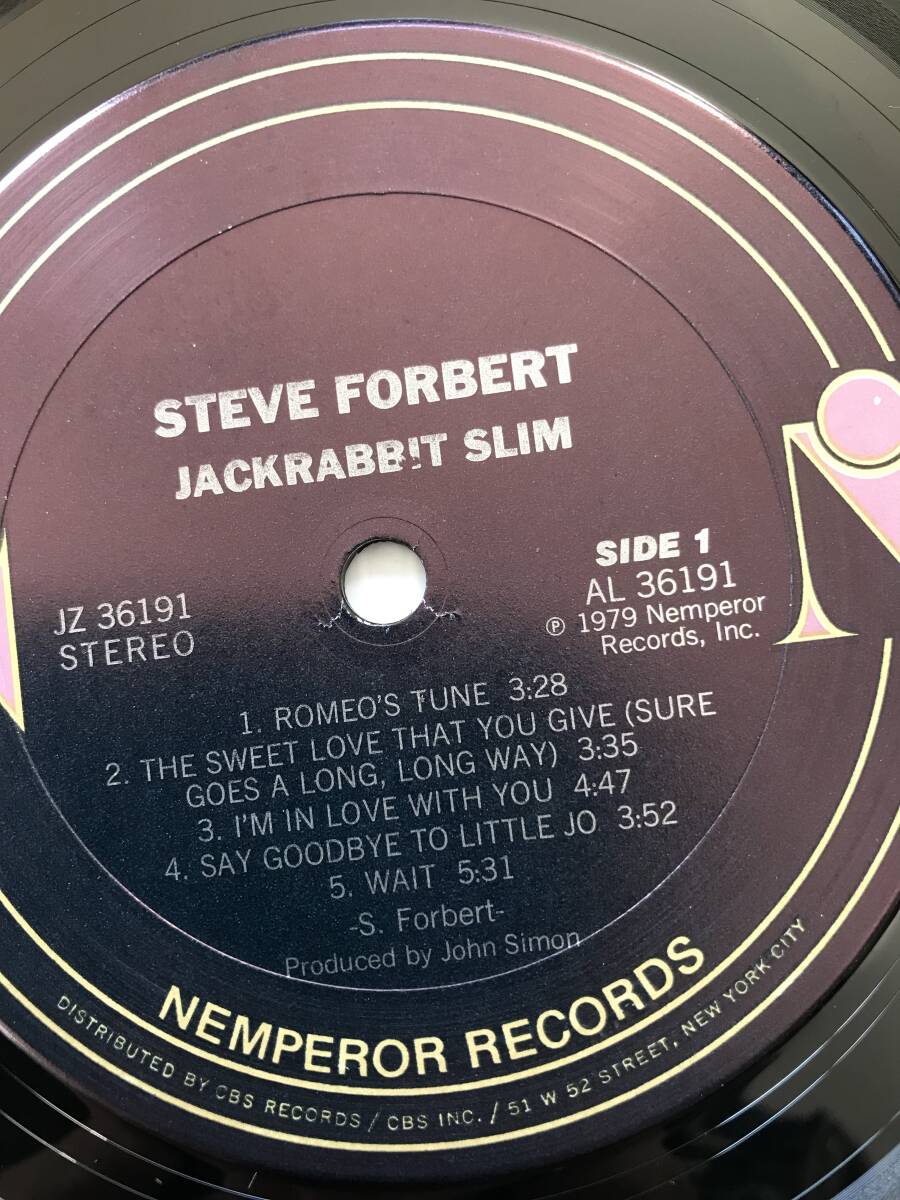 STEVE FORBERT
JACKRABBIT SLIM
JZ 36191
STEREO
SIDE 1
AL 36191
℗ 1979 Nemperor
Records, Inc.
1. ROMEO'S TUNE 3:28
2. THE SWEET LOVE THAT YOU GIVE (SURE
GOES A LONG, LONG WAY) 3:35
3. I'M IN LOVE WITH YOU 4:47
4. SAY GOODBYE TO LITTLE JO 3:52
5. WAIT 5:31
-S. Forbert-
Produced by John Simon
NEMPEROR RECORDS
DISTRIBUTED BY CBS RECORDS / CBS INC. / 51 W 52 STREET, NEW YORK CITY